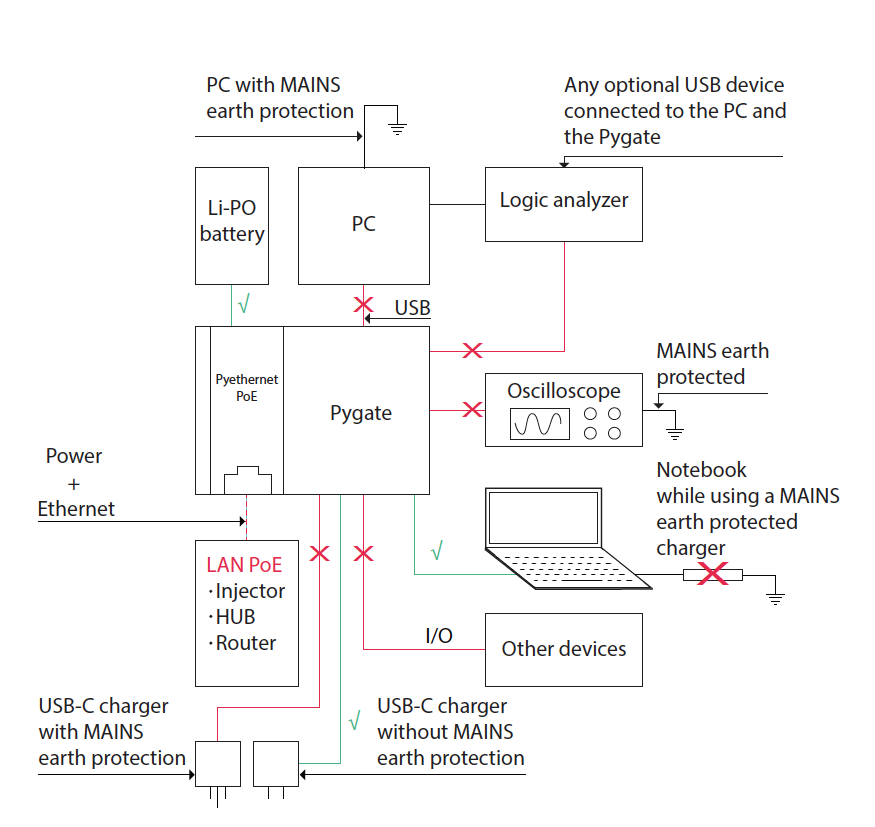 PC with MAINS
earth protection
Any optional USB device
connected to the PC and
the Pygate
Li-PO
battery
PC
Logic analyzer
√
USB
Pyethernet
PoE
Pygate
Oscilloscope
MAINS earth
protected
Power
+
Ethernet
Notebook
while using a MAINS
earth protected
charger
√
LAN PoE
·Injector
·HUB
·Router
I/O
Other devices
USB-C charger
with MAINS
earth protection
√
USB-C charger
without MAINS
earth protection